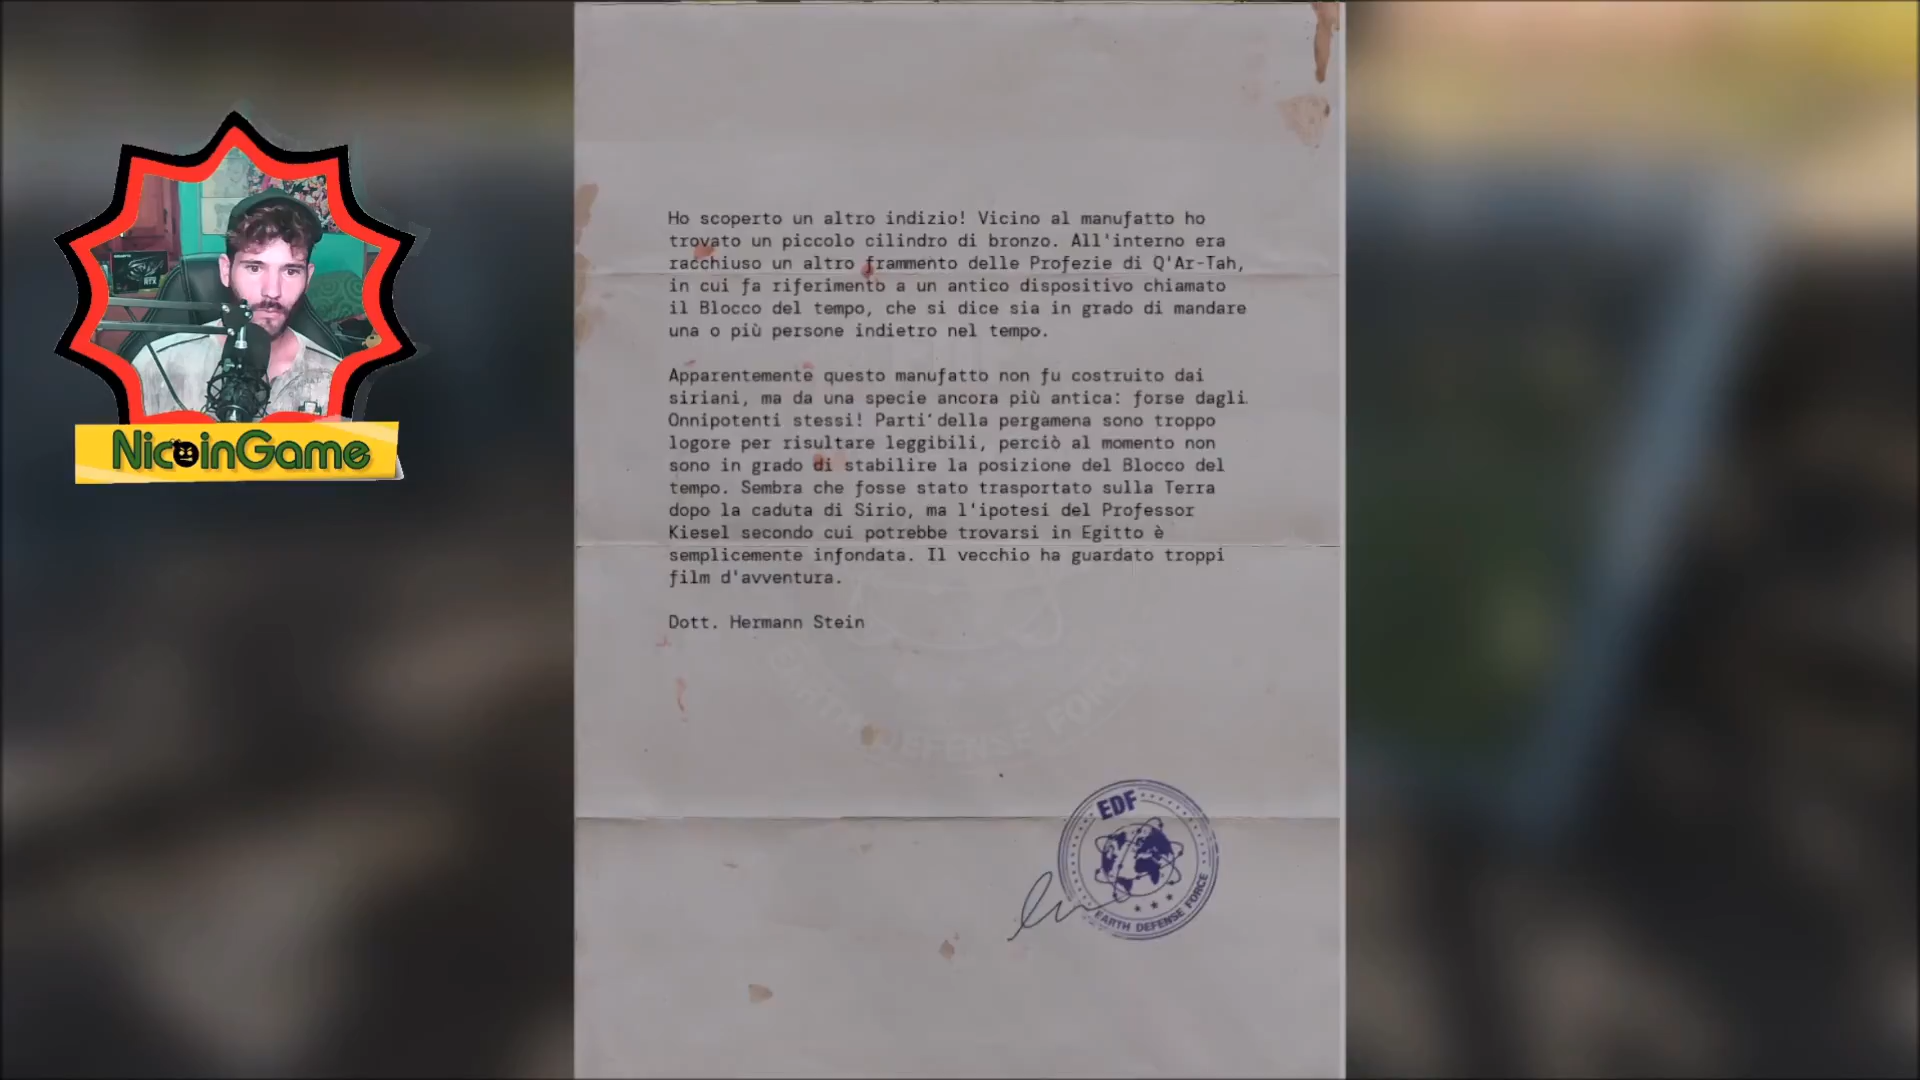 NicoinGame
Ho scoperto un altro indizio! Vicino al manufatto ho
trovato un piccolo cilindro di bronzo. All'interno era
racchiuso un altro frammento delle Profezie di Q'Ar-Tah,
in cui fa riferimento a un antico dispositivo chiamato
il Blocco del tempo, che si dice sia in grado di mandare
una o più persone indietro nel tempo.
Apparentemente questo manufatto non fu costruito dai
siriani, ma da una specie ancora più antica: forse dagli
Onnipotenti stessi! Parti della pergamena sono troppo
logore per risultare leggibili, perciò al momento non
sono in grado di stabilire la posizione del Blocco del
tempo. Sembra che fosse stato trasportato sulla Terra
dopo la caduta di Sirio, ma l'ipotesi del Professor
Kiesel secondo cui potrebbe trovarsi in Egitto è
semplicemente infondata. Il vecchio ha guardato troppi
film d'avventura.
Dott. Hermann Stein
EARTH DEFENSE FORCE
EDF
EARTH DEFENSE FORCE